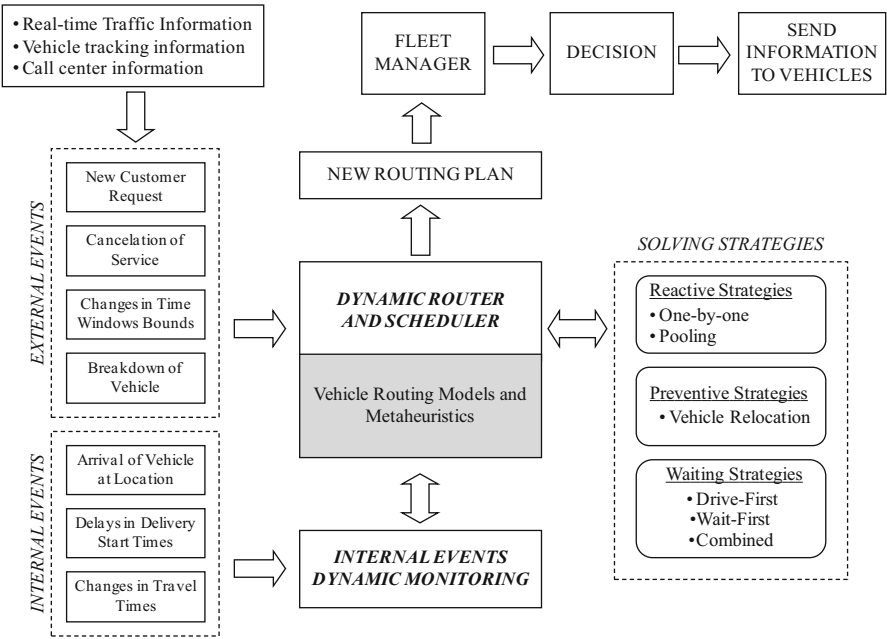 • Real-time Traffic Information
• Vehicle tracking information
• Call center information
FLEET
MANAGER
DECISION
SEND
INFORMATION
TO VEHICLES
NEW ROUTING PLAN
EXTERNAL EVENTS
New Customer
Request
Cancelation of
Service
Changes in Time
Windows Bounds
Breakdown of
Vehicle
DYNAMIC ROUTER
AND SCHEDULER
Vehicle Routing Models and
Metaheuristics
SOLVING STRATEGIES
Reactive Strategies
• One-by-one
• Pooling
Preventive Strategies
• Vehicle Relocation
Waiting Strategies
• Drive-First
• Wait-First
• Combined
INTERNAL EVENTS
Arrival of Vehicle
at Location
Delays in Delivery
Start Times
Changes in Travel
Times
INTERNAL EVENTS
DYNAMIC MONITORING